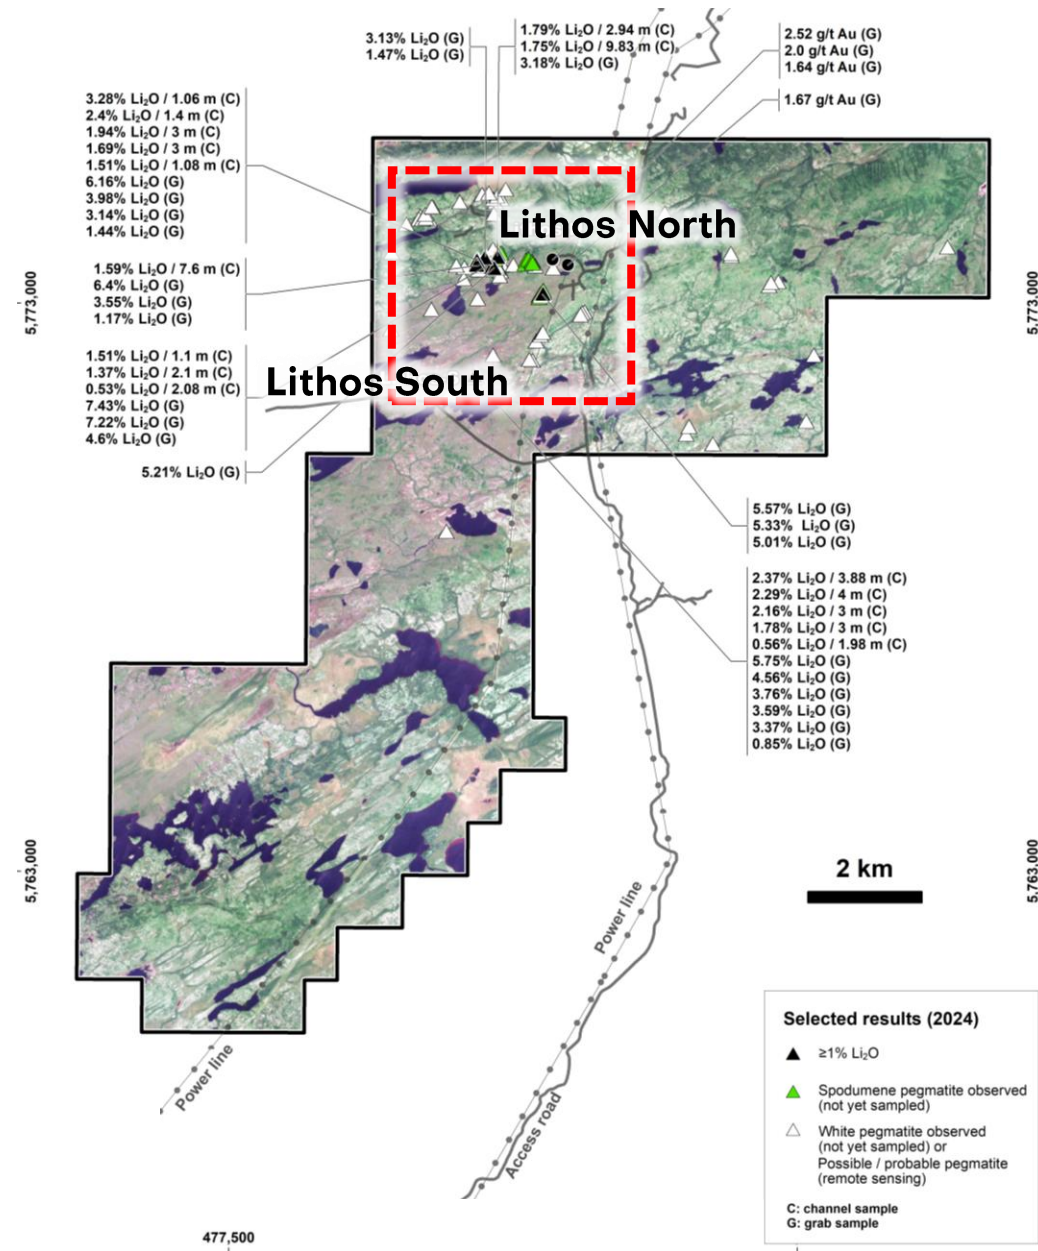 3.13% Li₂O (G)
1.47% Li₂O (G)
1.79% Li₂O / 2.94 m (C)
1.75% Li₂O / 9.83 m (C)
3.18% Li₂O (G)
2.52 g/t Au (G)
2.0 g/t Au (G)
1.64 g/t Au (G)
1.67 g/t Au (G)
3.28% Li₂O / 1.06 m (C)
2.4% Li₂O / 1.4 m (C)
1.94% Li₂O / 3 m (C)
1.69% Li₂O / 3 m (C)
1.51% Li₂O / 1.08 m (C)
6.16% Li₂O (G)
3.98% Li₂O (G)
3.14% Li₂O (G)
1.44% Li₂O (G)
Lithos North
1.59% Li₂O / 7.6 m (C)
6.4% Li₂O (G)
3.55% Li₂O (G)
1.17% Li₂O (G)
5,773,000
5,773,000
1.51% Li₂O / 1.1 m (C)
1.37% Li₂O / 2.1 m (C)
0.53% Li₂O / 2.08 m (C)
7.43% Li₂O (G)
7.22% Li₂O (G)
4.6% Li₂O (G)
Lithos South
5.21% Li₂O (G)
5.57% Li₂O (G)
5.33% Li₂O (G)
5.01% Li₂O (G)
2.37% Li₂O / 3.88 m (C)
2.29% Li₂O / 4 m (C)
2.16% Li₂O / 3 m (C)
1.78% Li₂O / 3 m (C)
0.56% Li₂O / 1.98 m (C)
5.75% Li₂O (G)
4.56% Li₂O (G)
3.76% Li₂O (G)
3.59% Li₂O (G)
3.37% Li₂O (G)
0.85% Li₂O (G)
5,763,000
5,763,000
2 km
Power line
Power line
Access road
Selected results (2024)
≥1% Li₂O
Spodumene pegmatite observed
(not yet sampled)
White pegmatite observed
(not yet sampled) or
Possible / probable pegmatite
(remote sensing)
C: channel sample
G: grab sample
477,500